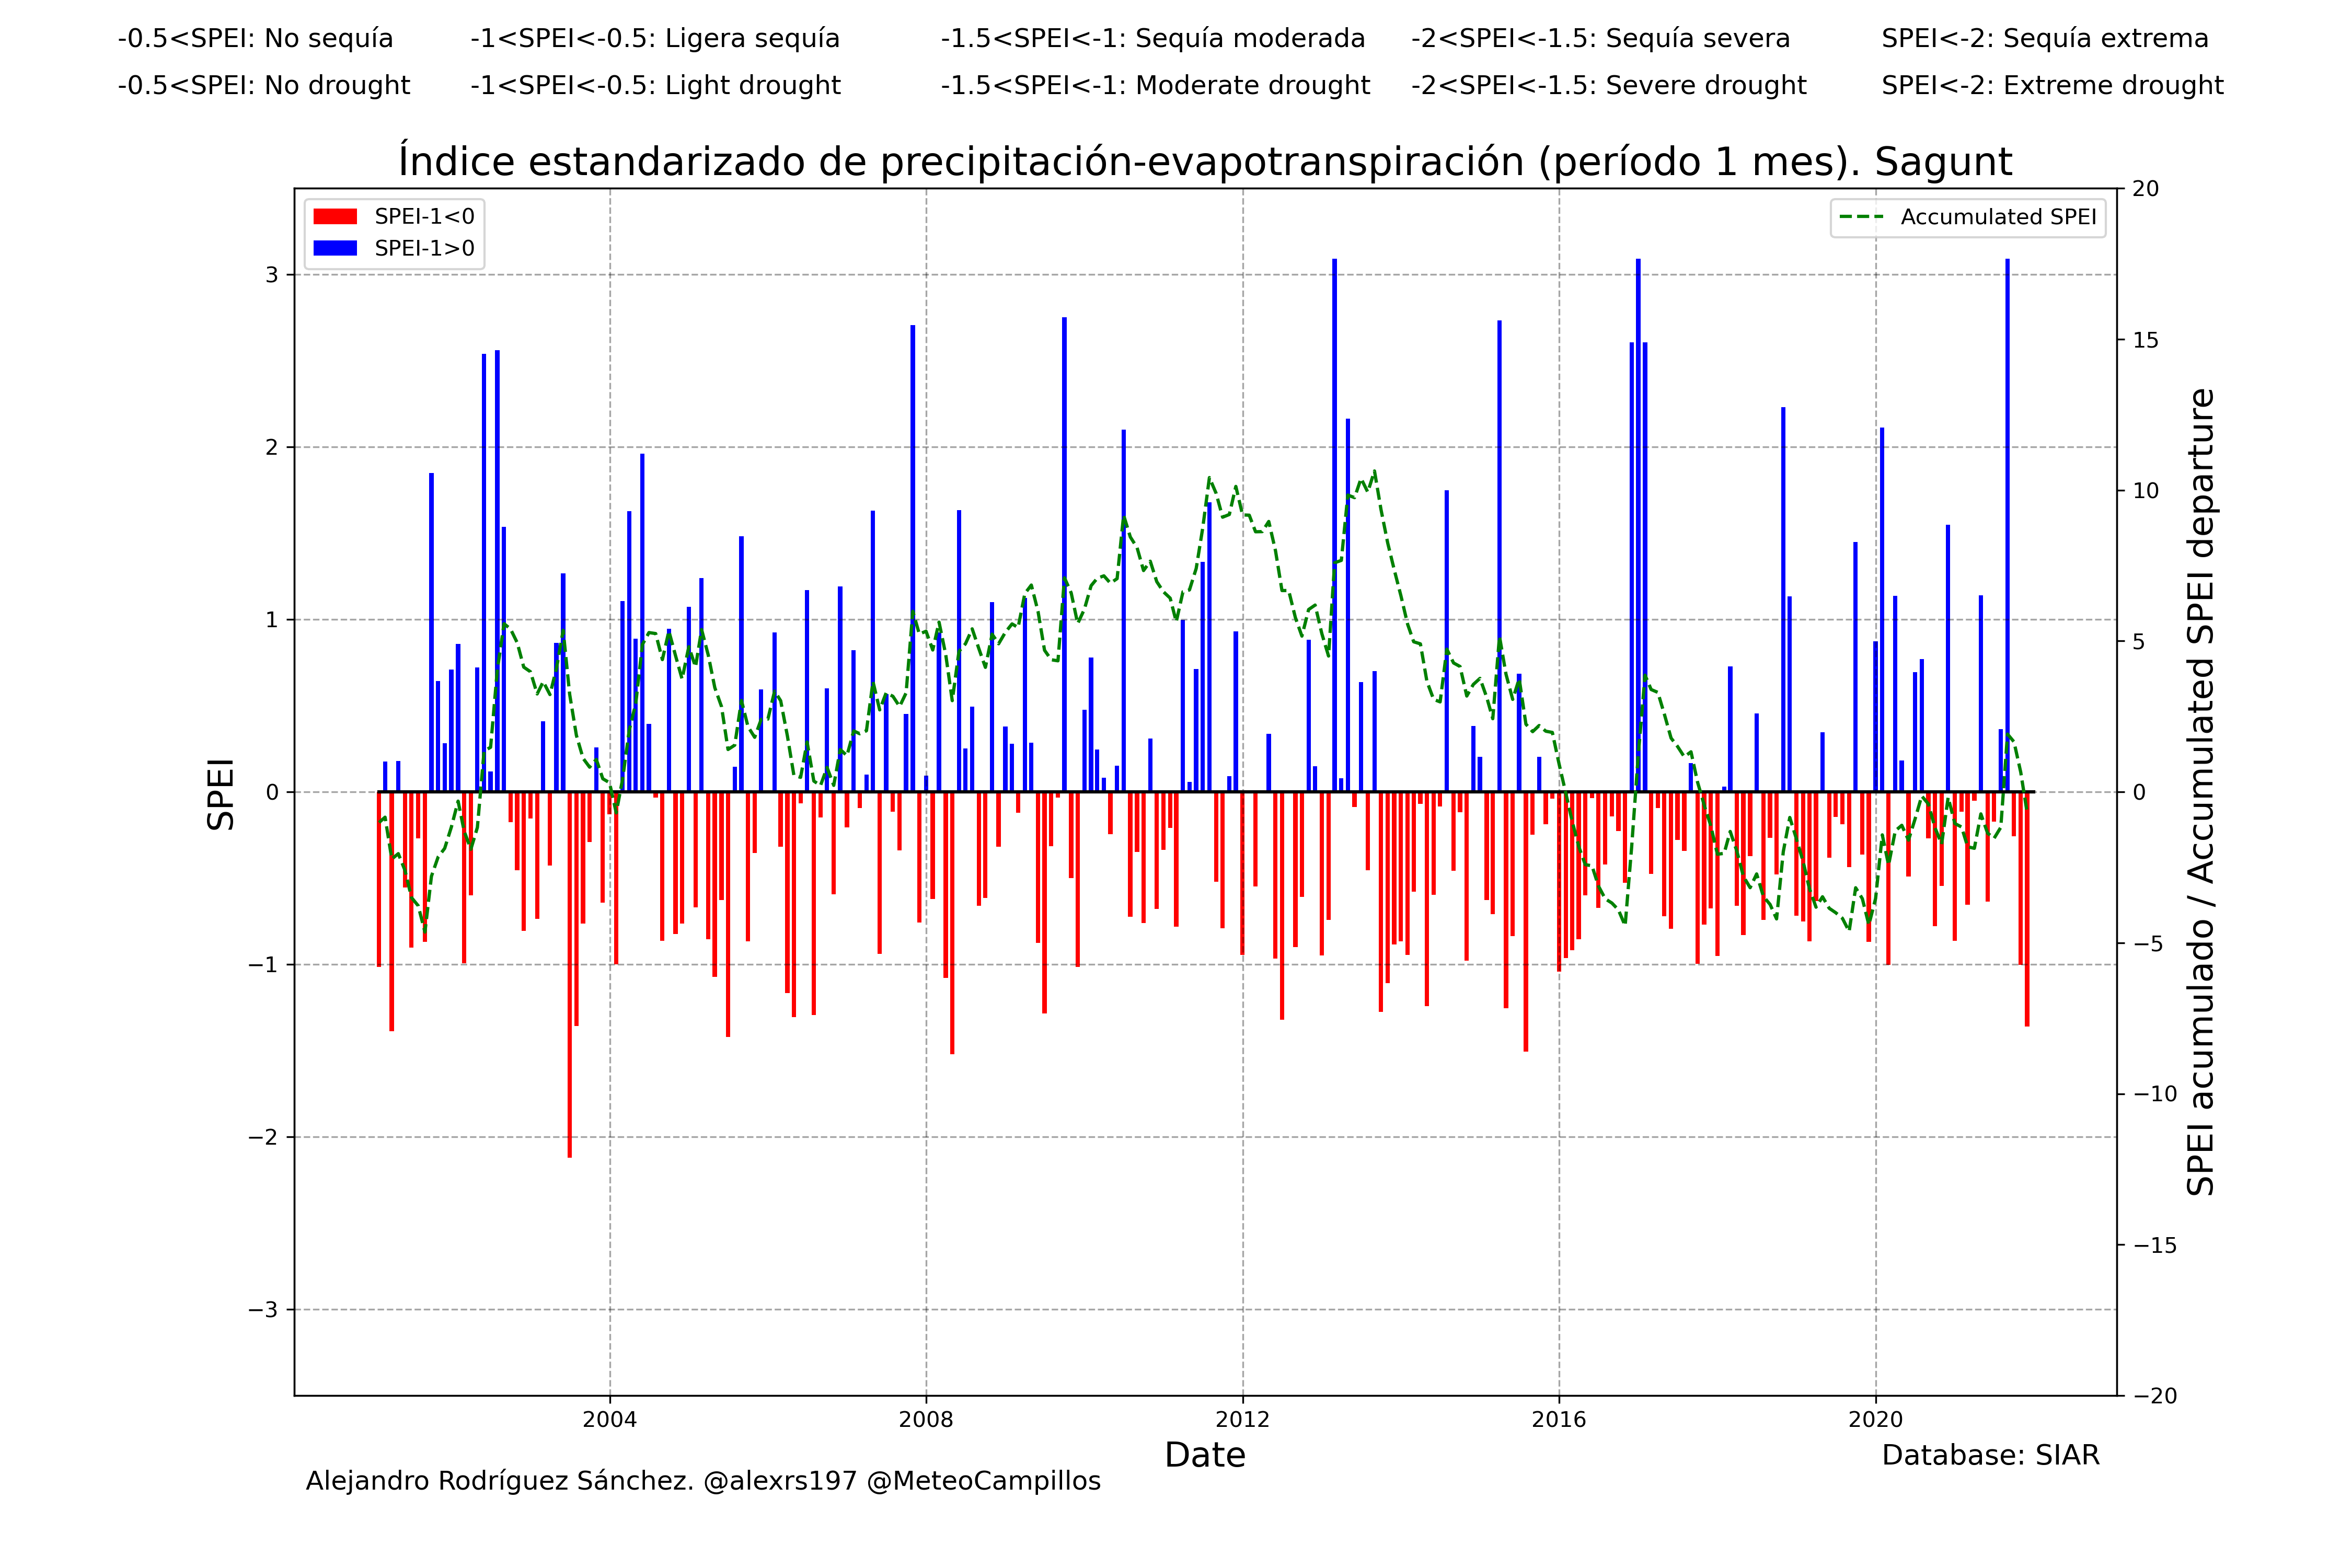 -0.5<SPEI: No sequía -1<SPEI<-0.5: Ligera sequía -1.5<SPEI<-1: Sequía moderada -2<SPEI<-1.5: Sequía severa SPEI<-2: Sequía extrema
-0.5<SPEI: No drought -1<SPEI<-0.5: Light drought -1.5<SPEI<-1: Moderate drought -2<SPEI<-1.5: Severe drought SPEI<-2: Extreme drought
Índice estandarizado de precipitación-evapotranspiración (período 1 mes). Sagunt
SPEI-1<0
SPEI-1>0
Accumulated SPEI
SPEI
3
2
1
0
−1
−2
−3
20
15
10
5
0
−5
−10
−15
−20
SPEI acumulado / Accumulated SPEI departure
2004 2008 2012 2016 2020
Date
Database: SIAR
Alejandro Rodríguez Sánchez. @alexrs197 @MeteoCampillos